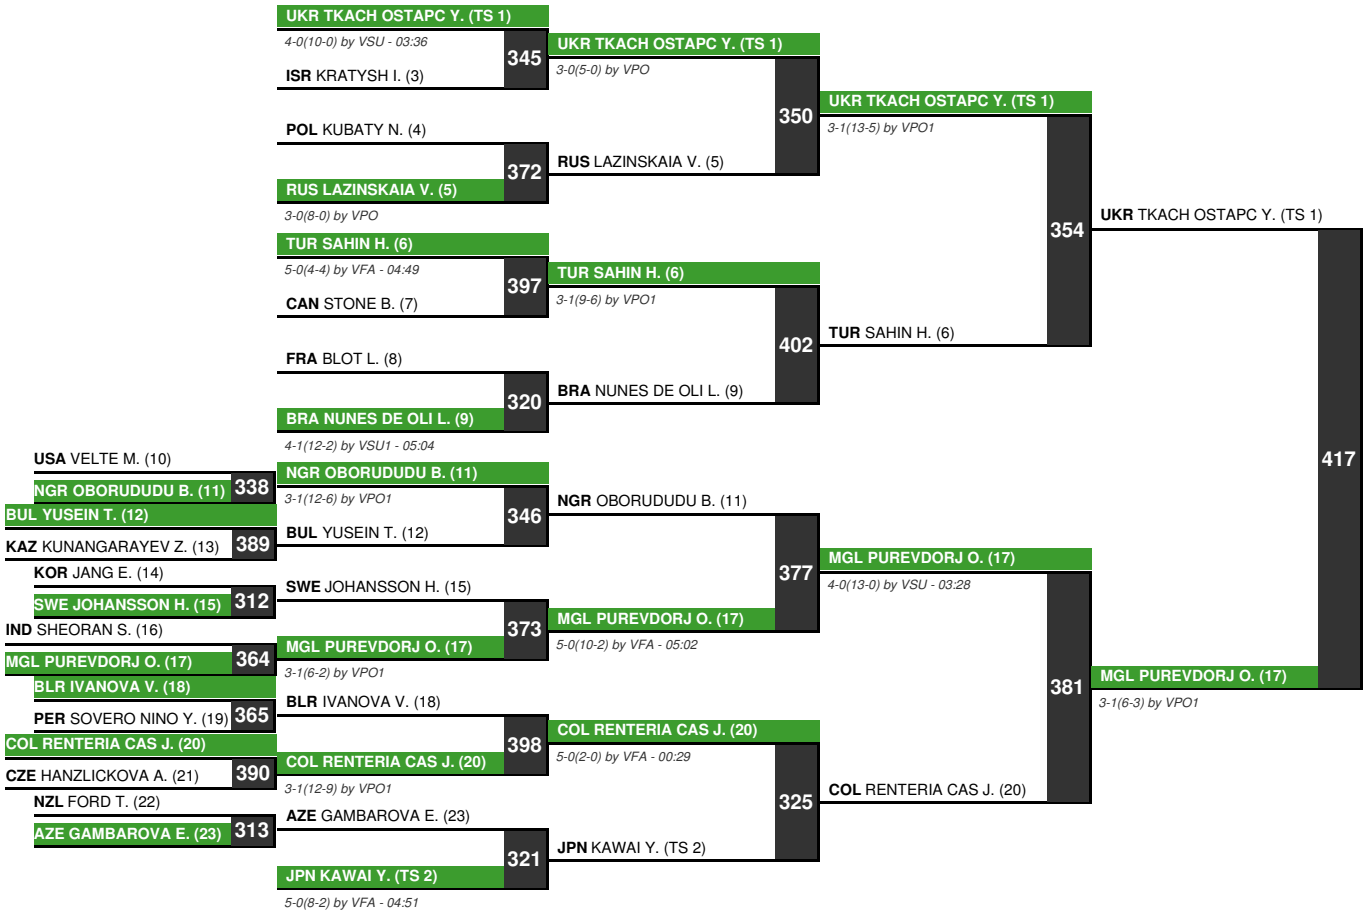 UKR TKACH OSTAPC Y. (TS 1)
4-0(10-0) by VSU - 03:36
345
ISR KRATYSH I. (3)
POL KUBATY N. (4)
372
RUS LAZINSKAIA V. (5)
3-0(8-0) by VPO
TUR SAHIN H. (6)
5-0(4-4) by VFA - 04:49
397
CAN STONE B. (7)
FRA BLOT L. (8)
320
BRA NUNES DE OLI L. (9)
4-1(12-2) by VSU1 - 05:04
USA VELTE M. (10)
NGR OBORUDUDU B. (11)
338
BUL YUSEIN T. (12)
KAZ KUNANGARAYEV Z. (13)
389
KOR JANG E. (14)
SWE JOHANSSON H. (15)
312
IND SHEORAN S. (16)
MGL PUREVDORJ O. (17)
364
BLR IVANOVA V. (18)
PER SOVERO NINO Y. (19)
365
COL RENTERIA CAS J. (20)
CZE HANZLICKOVA A. (21)
390
NZL FORD T. (22)
AZE GAMBAROVA E. (23)
313
NGR OBORUDUDU B. (11)
3-1(12-6) by VPO1
346
BUL YUSEIN T. (12)
SWE JOHANSSON H. (15)
373
MGL PUREVDORJ O. (17)
3-1(6-2) by VPO1
BLR IVANOVA V. (18)
398
COL RENTERIA CAS J. (20)
3-1(12-9) by VPO1
AZE GAMBAROVA E. (23)
321
JPN KAWAI Y. (TS 2)
5-0(8-2) by VFA - 04:51
UKR TKACH OSTAPC Y. (TS 1)
3-0(5-0) by VPO
350
RUS LAZINSKAIA V. (5)
TUR SAHIN H. (6)
3-1(9-6) by VPO1
402
BRA NUNES DE OLI L. (9)
NGR OBORUDUDU B. (11)
377
MGL PUREVDORJ O. (17)
5-0(10-2) by VFA - 05:02
COL RENTERIA CAS J. (20)
5-0(2-0) by VFA - 00:29
325
JPN KAWAI Y. (TS 2)
UKR TKACH OSTAPC Y. (TS 1)
3-1(13-5) by VPO1
354
TUR SAHIN H. (6)
MGL PUREVDORJ O. (17)
4-0(13-0) by VSU - 03:28
381
COL RENTERIA CAS J. (20)
UKR TKACH OSTAPC Y. (TS 1)
417
MGL PUREVDORJ O. (17)
3-1(6-3) by VPO1